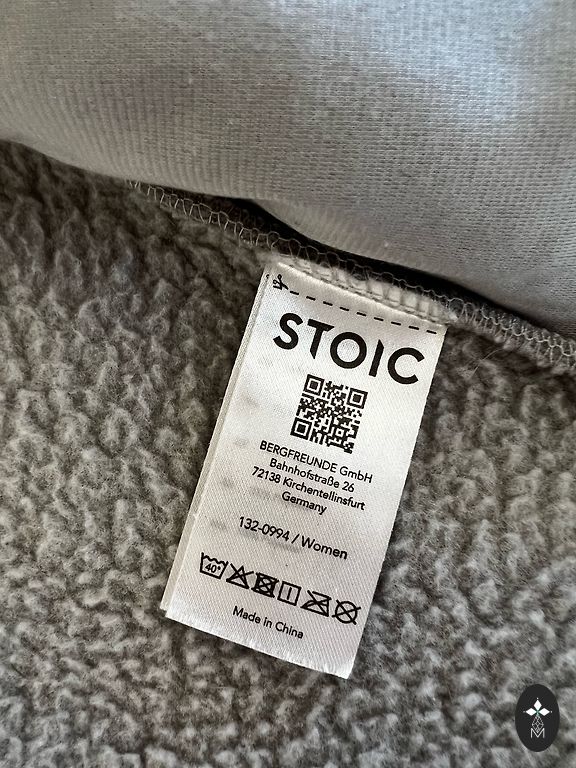 STOIC
BERGFREUNDE GmbH
Bahnhofstraße 26
72138 Kirchentellinsfurt
Germany
132-0994 / Women
40°
Made in China
M